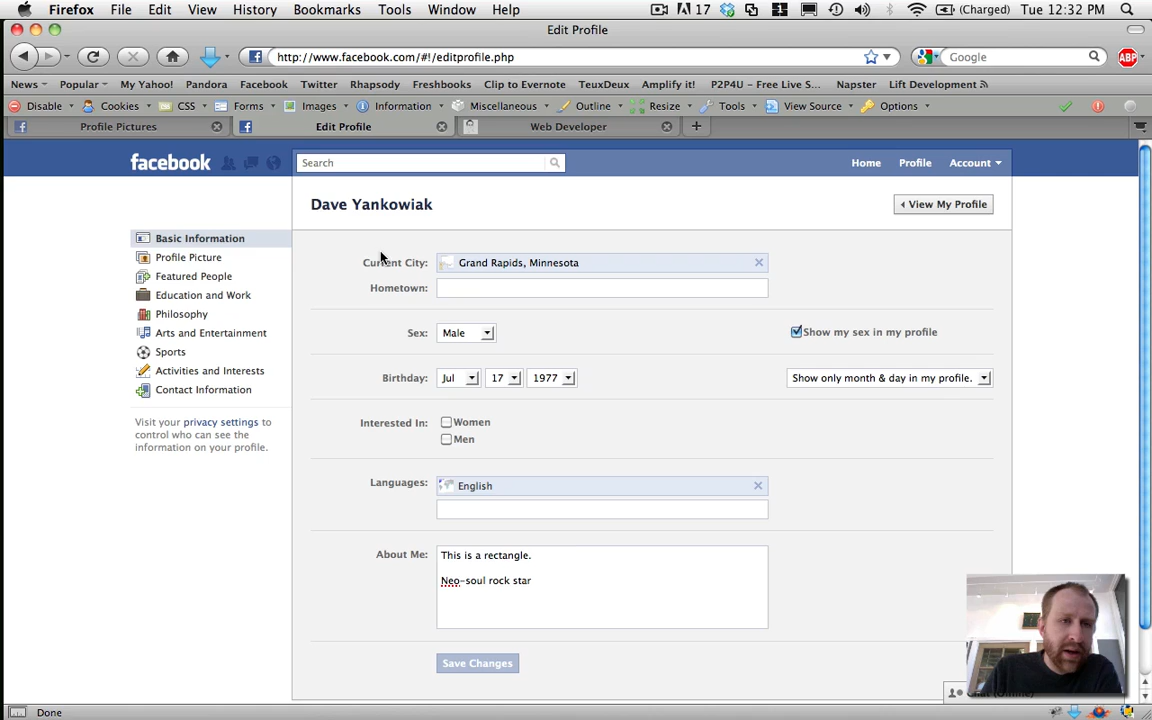 Firefox File Edit View History Bookmarks Tools Window Help 17 1 (Charged) Tue 12:32 PM
Edit Profile
http://www.facebook.com/#!/editprofile.php Google ABP
News Popular My Yahoo! Pandora Facebook Twitter Rhapsody Freshbooks Clip to Evernote TeuxDeux Amplify it! P2P4U - Free Live S... Napster Lift Development
Disable Cookies CSS Forms Images Information Miscellaneous Outline Resize Tools View Source Options
Profile Pictures Edit Profile Web Developer
facebook Search Home Profile Account
Dave Yankowiak View My Profile
Basic Information
Profile Picture
Featured People
Education and Work
Philosophy
Arts and Entertainment
Sports
Activities and Interests
Contact Information
Visit your privacy settings to
control who can see the
information on your profile.
Current City: Grand Rapids, Minnesota
Hometown:
Sex: Male Show my sex in my profile
Birthday: Jul 17 1977 Show only month & day in my profile.
Interested In: Women
Men
Languages: English
About Me: This is a rectangle.
Neo-soul rock star
Save Changes
Done